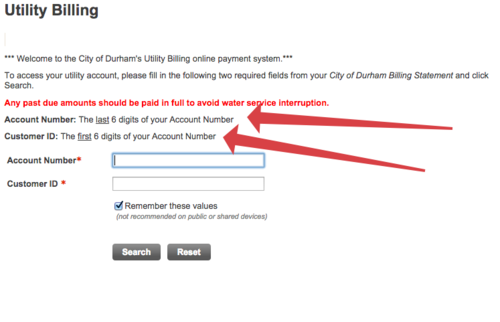 Utility Billing
*** Welcome to the City of Durham's Utility Billing online payment system.***
To access your utility account, please fill in the following two required fields from your City of Durham Billing Statement and click
Search.
Any past due amounts should be paid in full to avoid water service interruption.
Account Number: The last 6 digits of your Account Number
Customer ID: The first 6 digits of your Account Number
Account Number*
Customer ID *
Remember these values
(not recommended on public or shared devices)
Search Reset